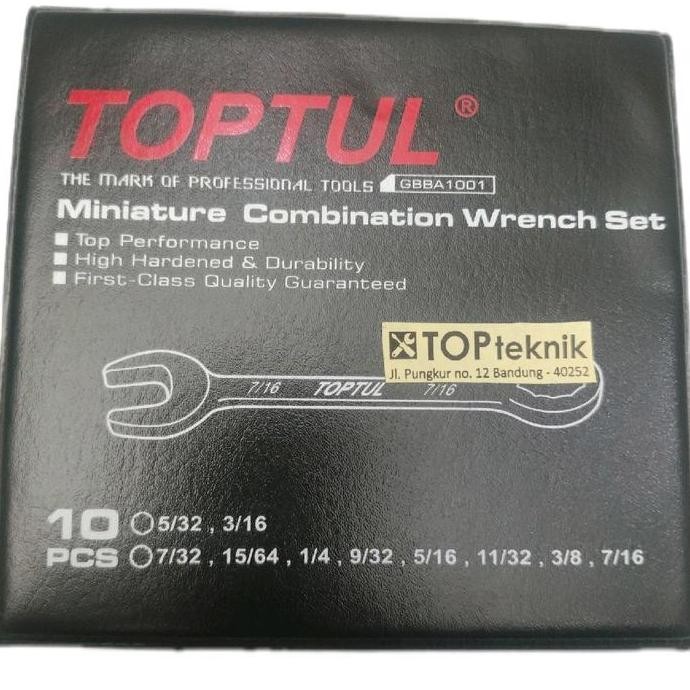 TOPTUL ®
THE MARK OF PROFESSIONAL TOOLS GBBA1001
Miniature Combination Wrench Set
Top Performance
High Hardened & Durability
First-Class Quality Guaranteed
TOPteknik
Jl. Pungkur no. 12 Bandung - 40252
7/16 TOPTUL 7/16
10 PCS
5/32 , 3/16
7/32 , 15/64 , 1/4 , 9/32 , 5/16 , 11/32 , 3/8 , 7/16